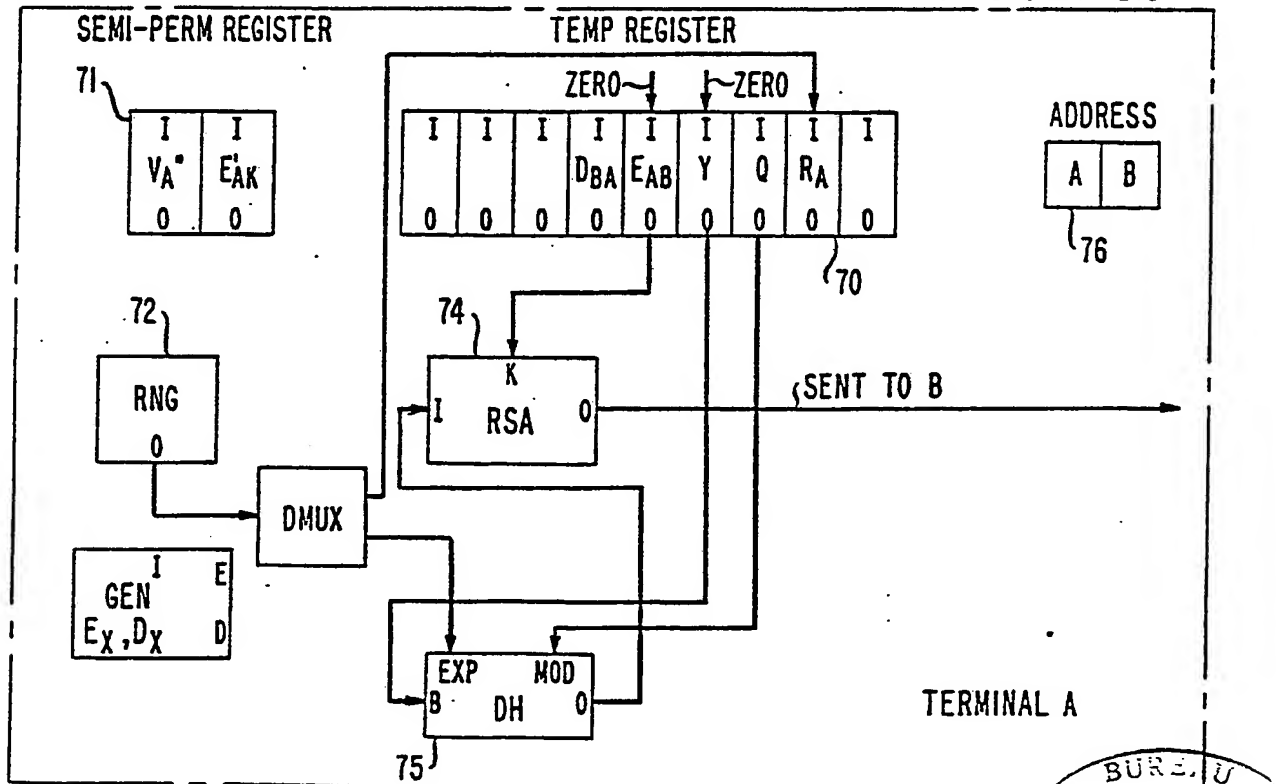 SEMI-PERM REGISTER
TEMP REGISTER
71
ZERO
ZERO
ADDRESS
I I
V_A" E'_AK
0 0
I I I I I I I I I
D_BA E_AB Y Q R_A
0 0 0 0 0 0 0 0 0
A B
76
70
72
74
RNG
0
K
I RSA 0
SENT TO B
DMUX
I E
GEN
E_X, D_X D
EXP MOD
B DH 0
75
TERMINAL A